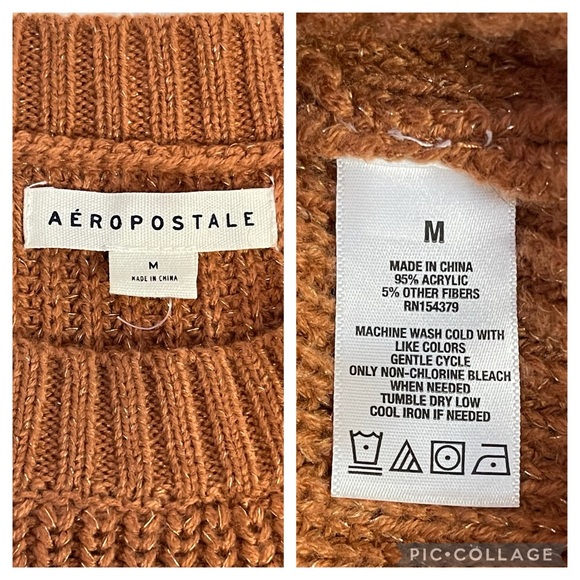 AÉROPOSTALE
M
MADE IN CHINA
M
MADE IN CHINA
95% ACRYLIC
5% OTHER FIBERS
RN154379
MACHINE WASH COLD WITH
LIKE COLORS
GENTLE CYCLE
ONLY NON-CHLORINE BLEACH
WHEN NEEDED
TUMBLE DRY LOW
COOL IRON IF NEEDED
PIC•COLLAGE